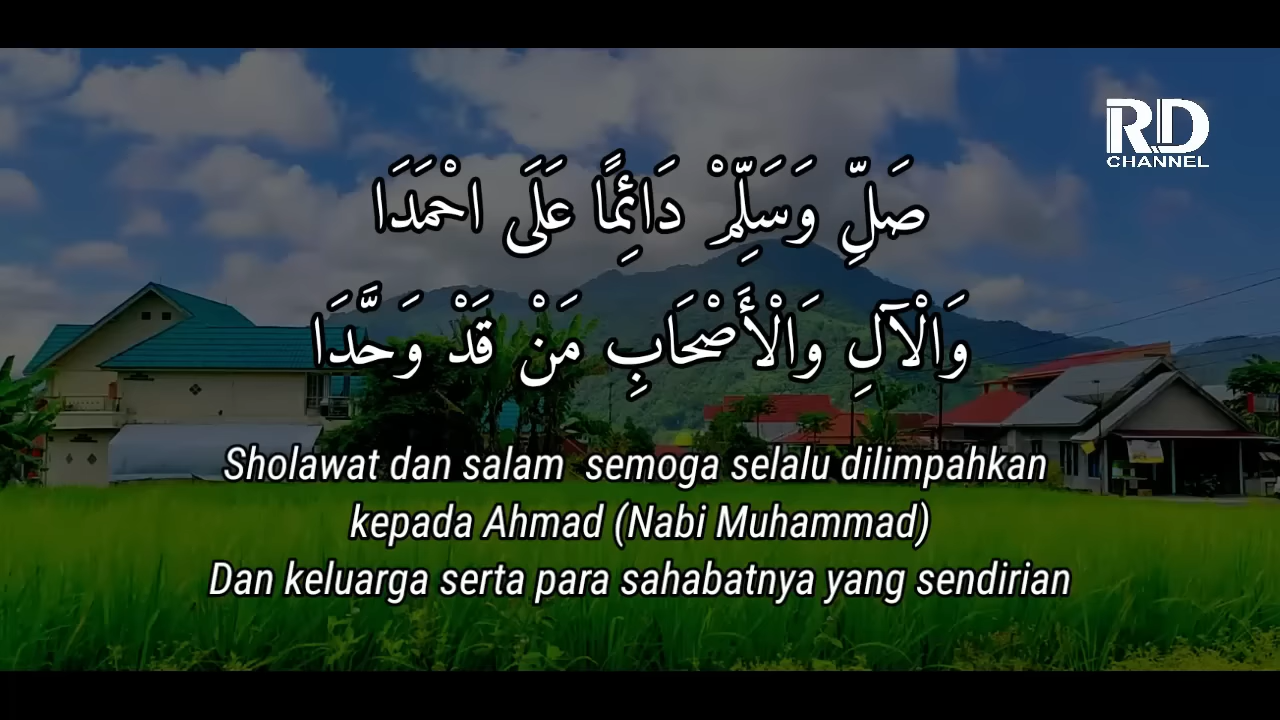 RD
CHANNEL
صَلِّ وَسَلِّمْ دَائِمًا عَلَى احْمَدَا
وَالْآلِ وَالْأَصْحَابِ مَنْ قَدْ وَحَّدَا
Sholawat dan salam semoga selalu dilimpahkan
kepada Ahmad (Nabi Muhammad)
Dan keluarga serta para sahabatnya yang sendirian